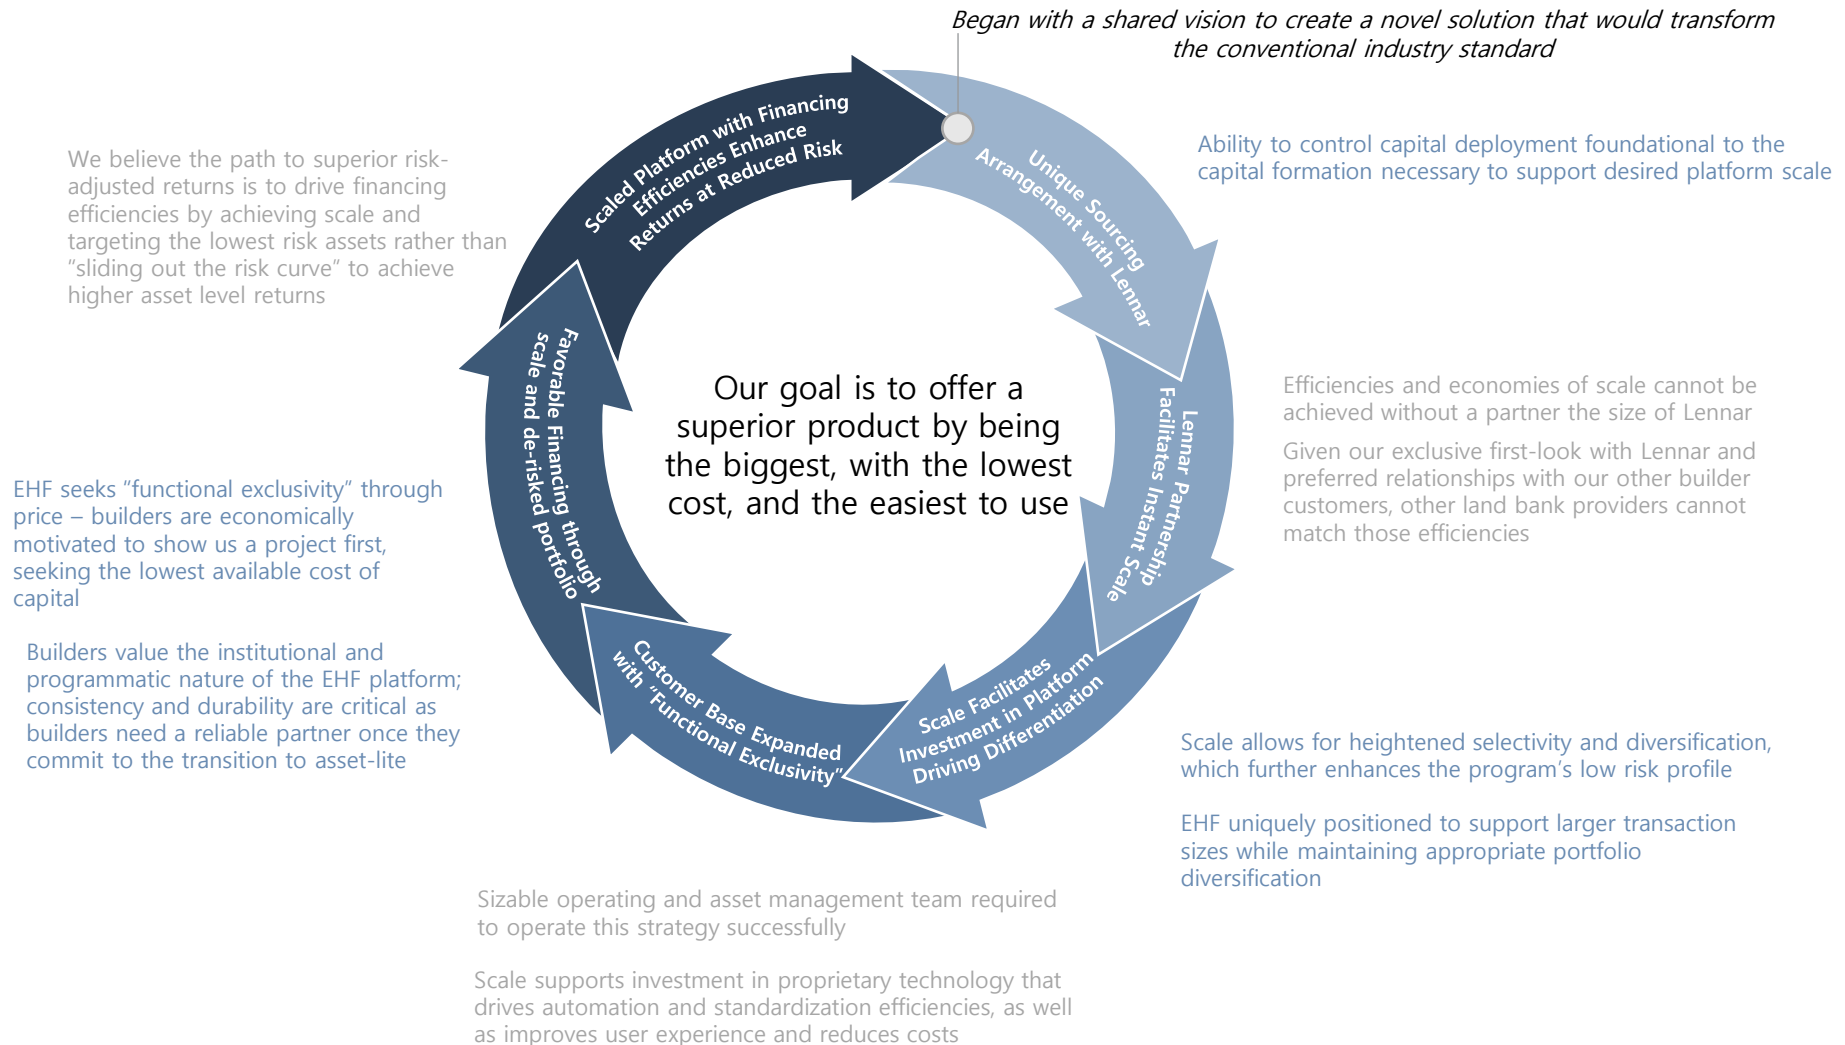 Began with a shared vision to create a novel solution that would transform
the conventional industry standard
Scaled Platform with Financing
Efficiencies Enhance
Returns at Reduced Risk
Unique Sourcing
Arrangement with Lennar
Ability to control capital deployment foundational to the
capital formation necessary to support desired platform scale
We believe the path to superior risk-
adjusted returns is to drive financing
efficiencies by achieving scale and
targeting the lowest risk assets rather than
“sliding out the risk curve” to achieve
higher asset level returns
Our goal is to offer a
superior product by being
the biggest, with the lowest
cost, and the easiest to use
Lennar Partnership
Facilitates Instant Scale
Efficiencies and economies of scale cannot be
achieved without a partner the size of Lennar
Given our exclusive first-look with Lennar and
preferred relationships with our other builder
customers, other land bank providers cannot
match those efficiencies
Favorable Financing through
scale and de-risked portfolio
EHF seeks “functional exclusivity” through
price – builders are economically
motivated to show us a project first,
seeking the lowest available cost of
capital
Builders value the institutional and
programmatic nature of the EHF platform;
consistency and durability are critical as
builders need a reliable partner once they
commit to the transition to asset-lite
Customer Base Expanded
with “Functional Exclusivity”
Scale Facilitates
Investment in Platform
Driving Differentiation
Scale allows for heightened selectivity and diversification,
which further enhances the program’s low risk profile
EHF uniquely positioned to support larger transaction
sizes while maintaining appropriate portfolio
diversification
Sizable operating and asset management team required
to operate this strategy successfully
Scale supports investment in proprietary technology that
drives automation and standardization efficiencies, as well
as improves user experience and reduces costs